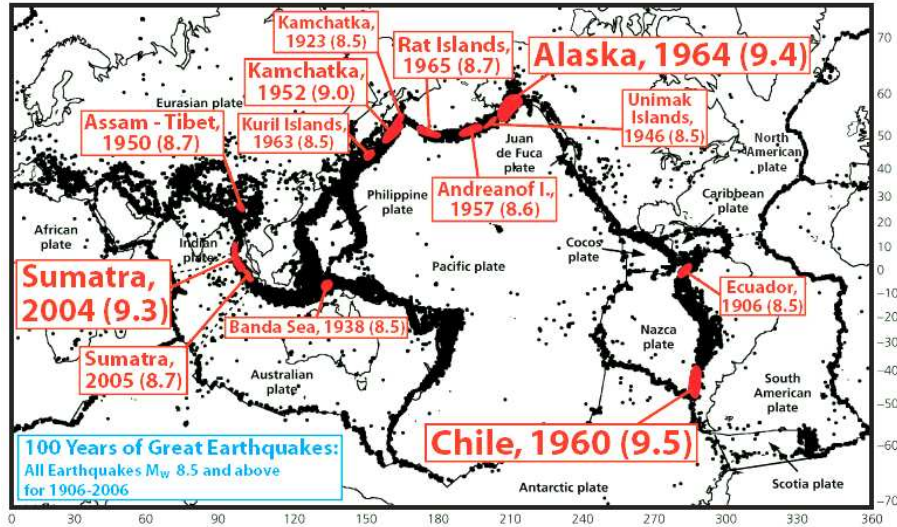 Kamchatka,
1923 (8.5)
Rat Islands,
1965 (8.7)
Alaska, 1964 (9.4)
Kamchatka,
1952 (9.0)
Eurasian plate
Unimak
Islands,
1946 (8.5)
Assam - Tibet,
1950 (8.7)
Kuril Islands,
1963 (8.5)
Juan
de Fuca
plate
North
American
plate
Andreanof I.,
1957 (8.6)
Philippine
plate
Caribbean
plate
African
plate
Indian
plate
Cocos
plate
Pacific plate
Sumatra,
2004 (9.3)
Ecuador,
1906 (8.5)
Banda Sea, 1938 (8.5)
Nazca
plate
Sumatra,
2005 (8.7)
Australian
plate
South
American
plate
Chile, 1960 (9.5)
100 Years of Great Earthquakes:
All Earthquakes MW 8.5 and above
for 1906-2006
Antarctic plate
Scotia plate
70
60
50
40
30
20
10
0
-10
-20
-30
-40
-50
-60
-70
0 30 60 90 120 150 180 210 240 270 300 330 360